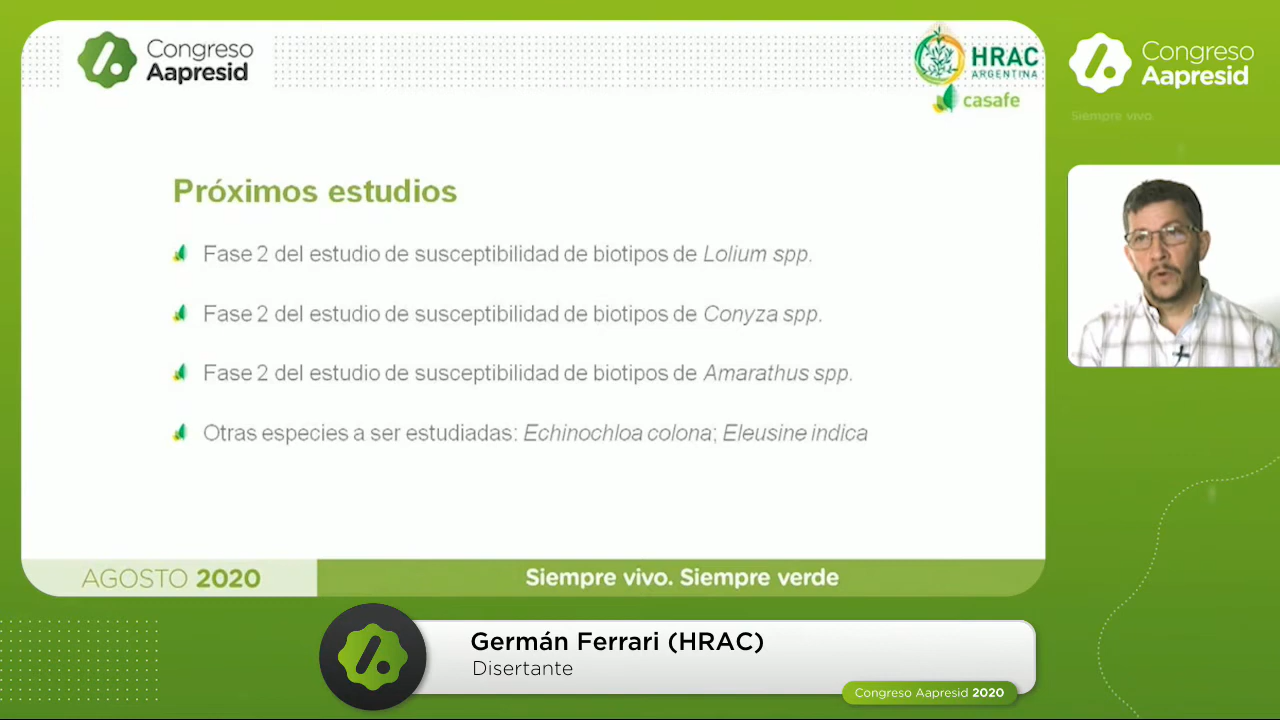 Congreso
Aapresid
HRAC
ARGENTINA
casafe
Congreso
Aapresid
Siempre vivo.
Próximos estudios
Fase 2 del estudio de susceptibilidad de biotipos de Lolium spp.
Fase 2 del estudio de susceptibilidad de biotipos de Conyza spp.
Fase 2 del estudio de susceptibilidad de biotipos de Amarathus spp.
Otras especies a ser estudiadas: Echinochloa colona; Eleusine indica
AGOSTO 2020
Siempre vivo. Siempre verde
Germán Ferrari (HRAC)
Disertante
Congreso Aapresid 2020